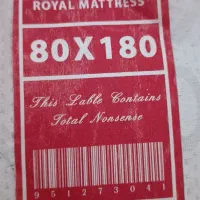 ROYAL MATTRESS
80X180
This Lable Contains
Total Nonsense
951273041